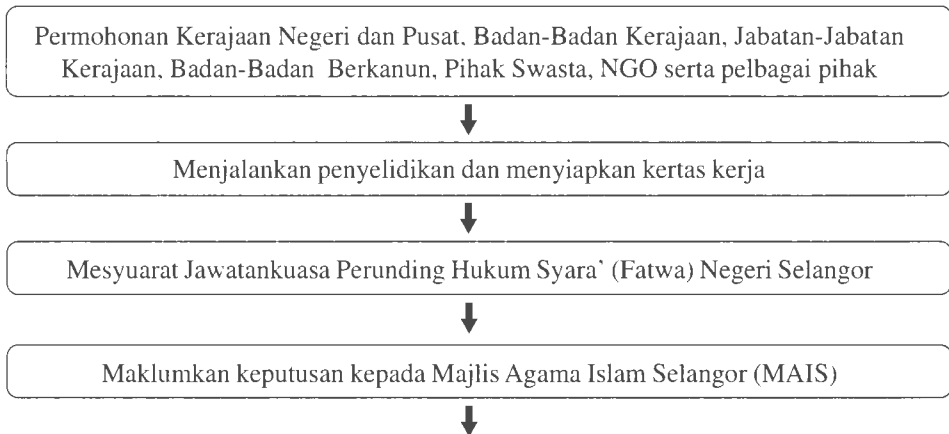 Permohonan Kerajaan Negeri dan Pusat, Badan-Badan Kerajaan, Jabatan-Jabatan
Kerajaan, Badan-Badan Berkanun, Pihak Swasta, NGO serta pelbagai pihak
Menjalankan penyelidikan dan menyiapkan kertas kerja
Mesyuarat Jawatankuasa Perunding Hukum Syara' (Fatwa) Negeri Selangor
Maklumkan keputusan kepada Majlis Agama Islam Selangor (MAIS)